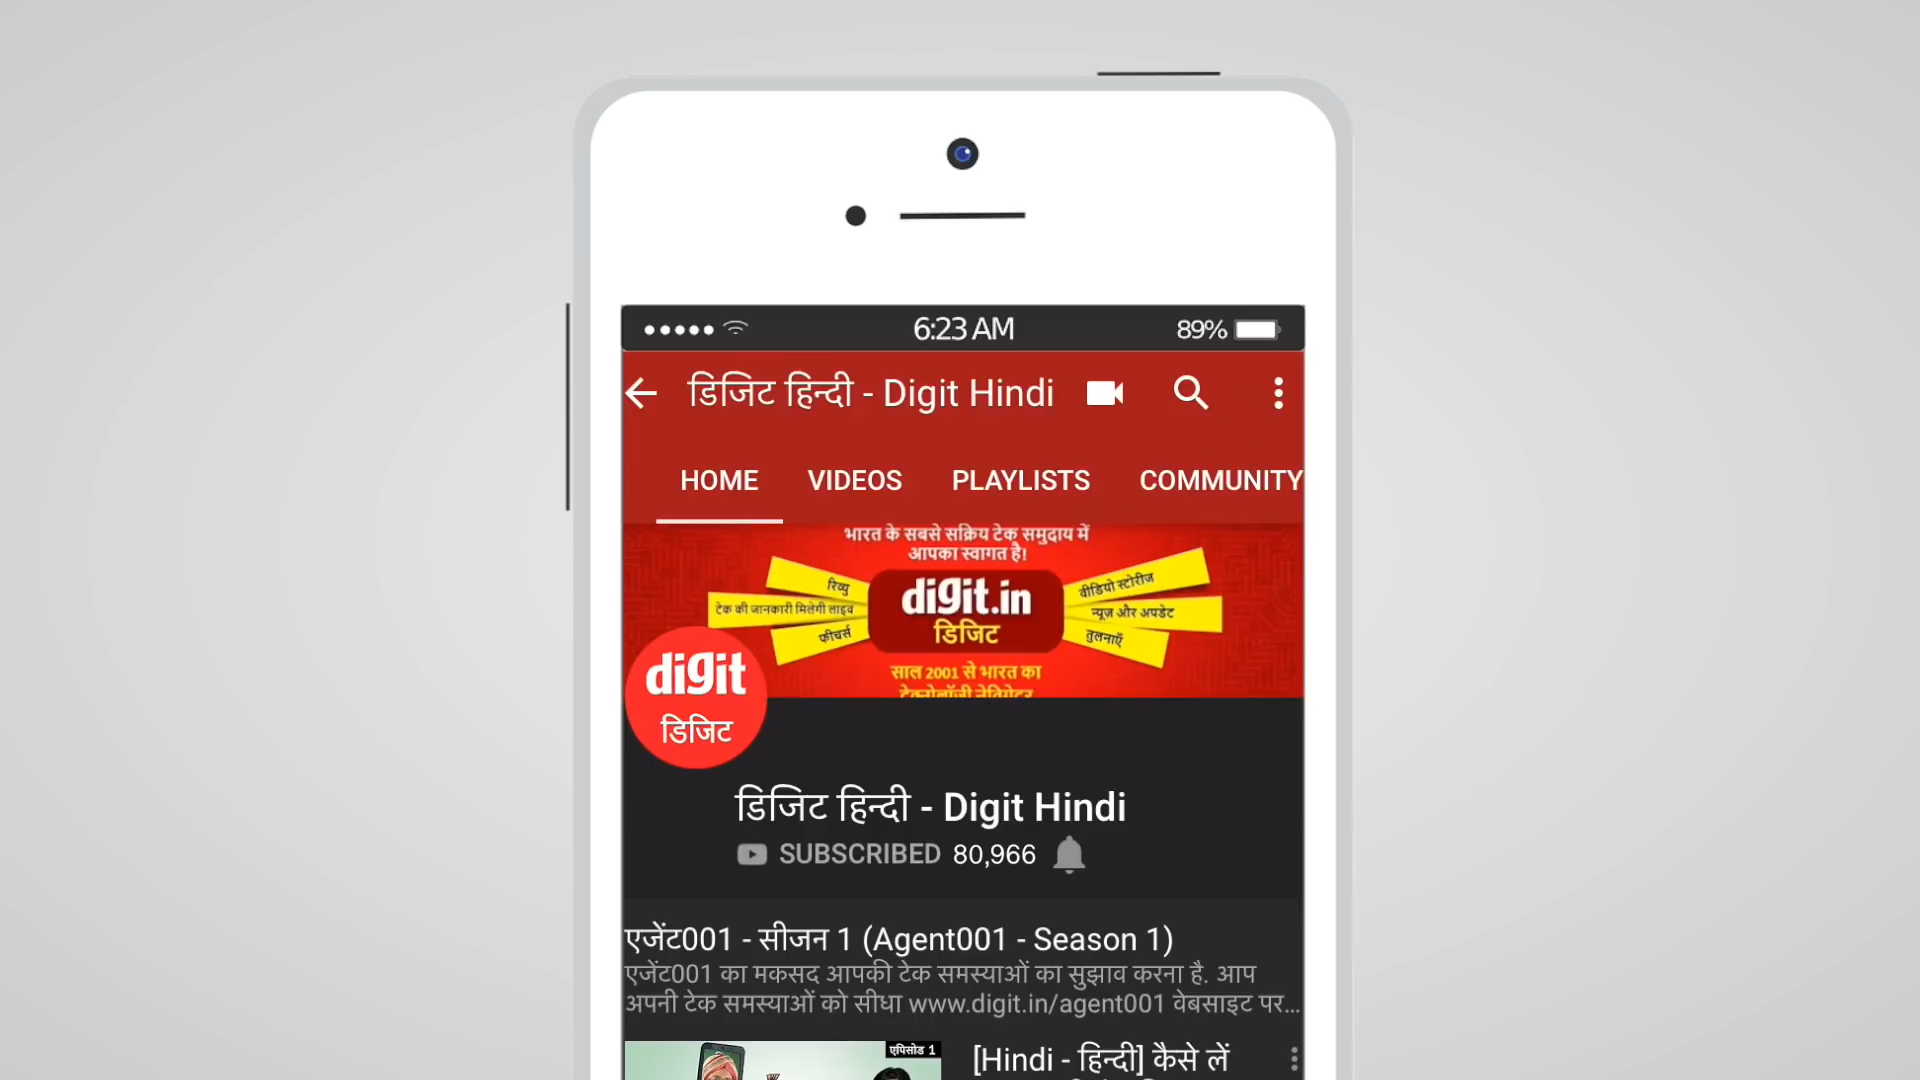 6:23 AM 89%
डिजिट हिन्दी - Digit Hindi
HOME VIDEOS PLAYLISTS COMMUNITY
भारत के सबसे सक्रिय टेक समुदाय में
आपका स्वागत है!
रिव्यु
टेक की जानकारी मिलेगी लाइव
फीचर्स
digit.in
डिजिट
वीडियो स्टोरीज
न्यूज़ और अपडेट
तुलनाएँ
साल 2001 से भारत का
टेक्नोलॉजी नेविगेटर
digit
डिजिट
डिजिट हिन्दी - Digit Hindi
SUBSCRIBED 80,966
एजेंट001 - सीजन 1 (Agent001 - Season 1)
एजेंट001 का मकसद आपकी टेक समस्याओं का सुझाव करना है. आप
अपनी टेक समस्याओं को सीधा www.digit.in/agent001 वेबसाइट पर...
एपिसोड 1
[Hindi - हिन्दी] कैसे लें